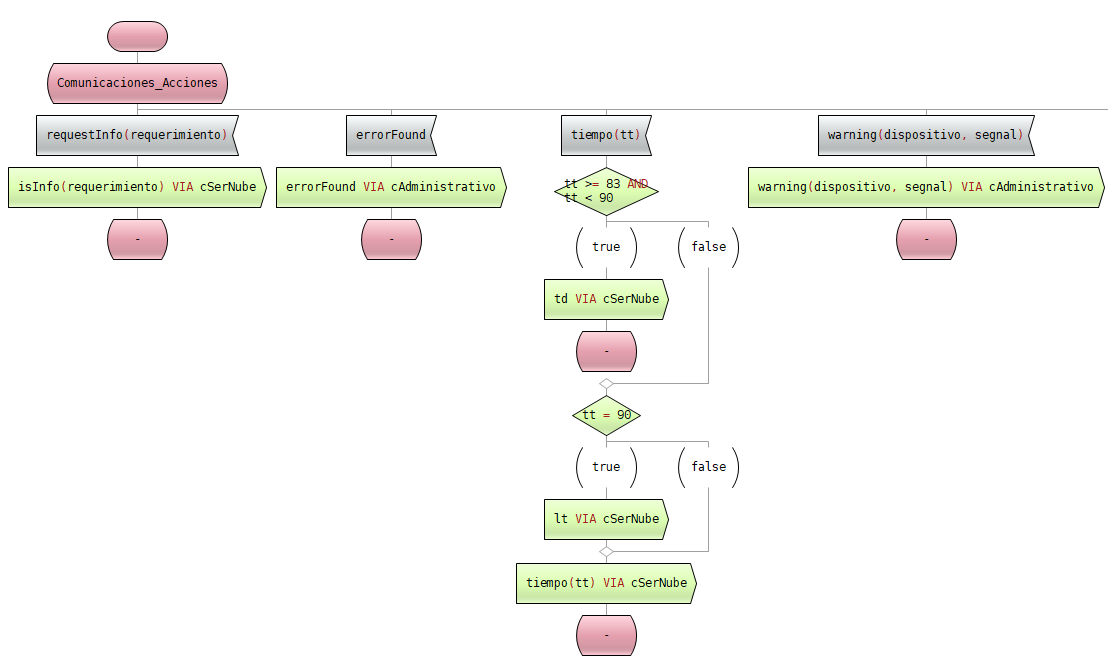 Comunicaciones_Acciones
requestInfo(requerimiento)
errorFound
tiempo(tt)
warning(dispositivo, segnal)
isInfo(requerimiento) VIA cSerNube
errorFound VIA cAdministrativo
tt >= 83 AND
tt < 90
warning(dispositivo, segnal) VIA cAdministrativo
-
-
-
true
false
td VIA cSerNube
-
tt = 90
true
false
lt VIA cSerNube
tiempo(tt) VIA cSerNube
-